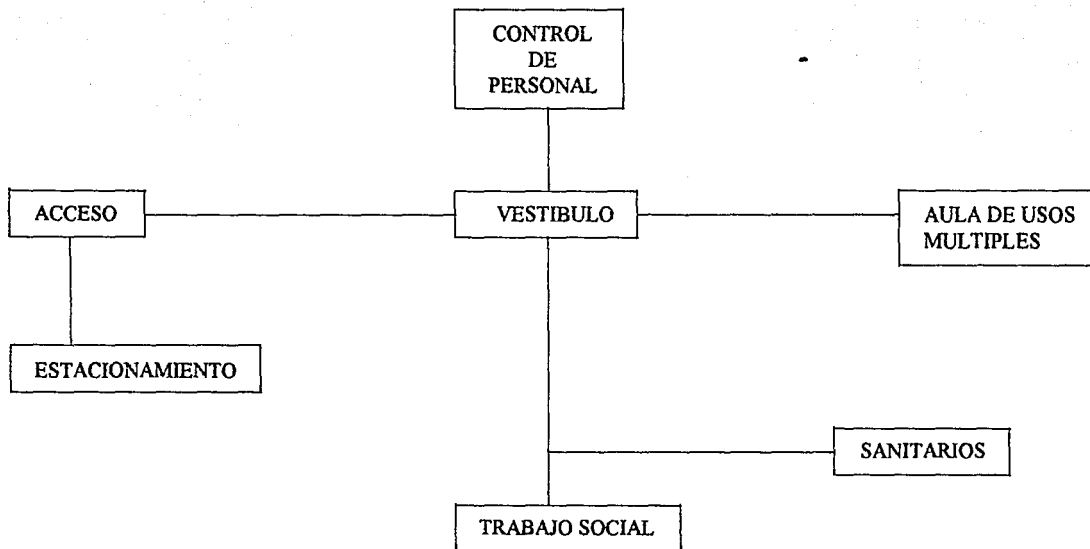 CONTROL
DE
PERSONAL
ACCESO
VESTIBULO
AULA DE USOS
MULTIPLES
ESTACIONAMIENTO
SANITARIOS
TRABAJO SOCIAL